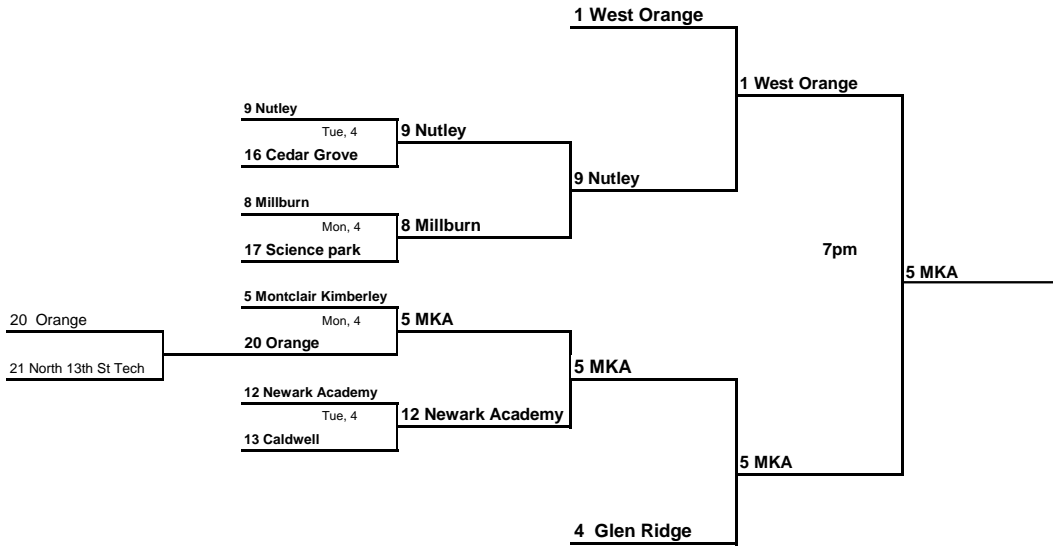 1 West Orange
1 West Orange
9 Nutley
Tue, 4
9 Nutley
16 Cedar Grove
9 Nutley
8 Millburn
Mon, 4
8 Millburn
17 Science park
7pm
5 MKA
5 Montclair Kimberley
Mon, 4
5 MKA
20 Orange
20 Orange
21 North 13th St Tech
5 MKA
12 Newark Academy
Tue, 4
12 Newark Academy
13 Caldwell
5 MKA
4 Glen Ridge